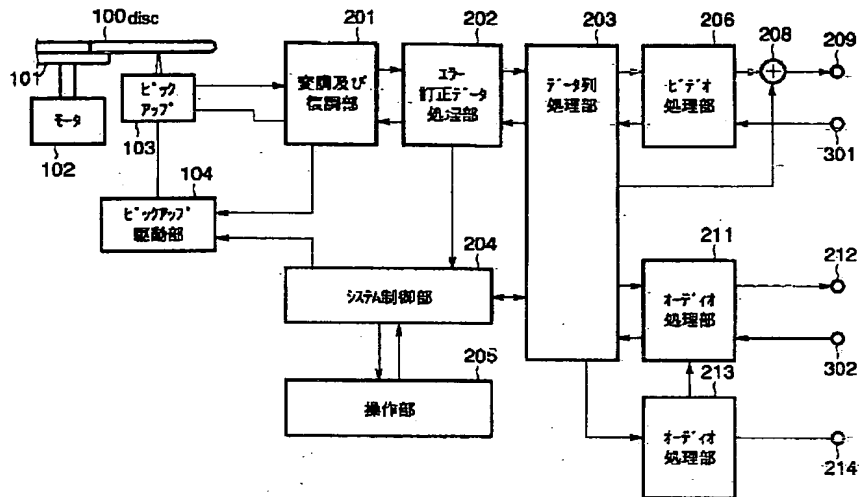 100 disc
201
202
203
206
208
209
101
ピック
アップ
103
モータ
102
変調及び
復調部
エラー
訂正データ
処理部
データ列
処理部
ビデオ
処理部
301
104
ピックアップ
駆動部
204
システム制御部
211
オーディオ
処理部
212
302
205
操作部
213
オーディオ
処理部
214